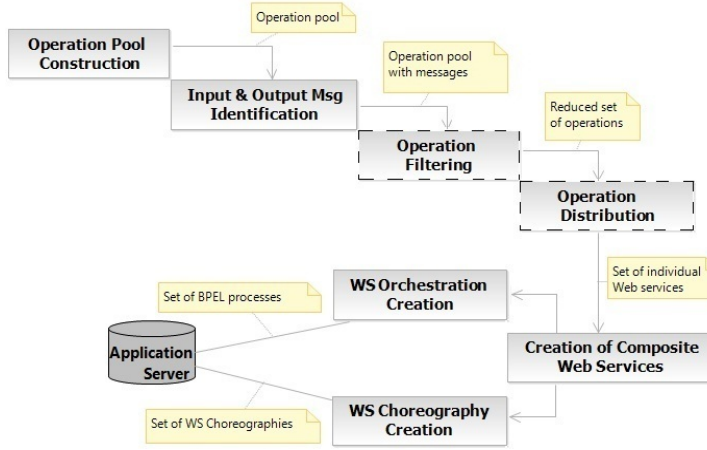 Operation pool
Operation Pool
Construction
Operation pool
with messages
Input & Output Msg
Identification
Reduced set
of operations
Operation
Filtering
Operation
Distribution
Set of individual
Web services
WS Orchestration
Creation
Set of BPEL processes
Application
Server
Creation of Composite
Web Services
WS Choreography
Creation
Set of WS Choreographies